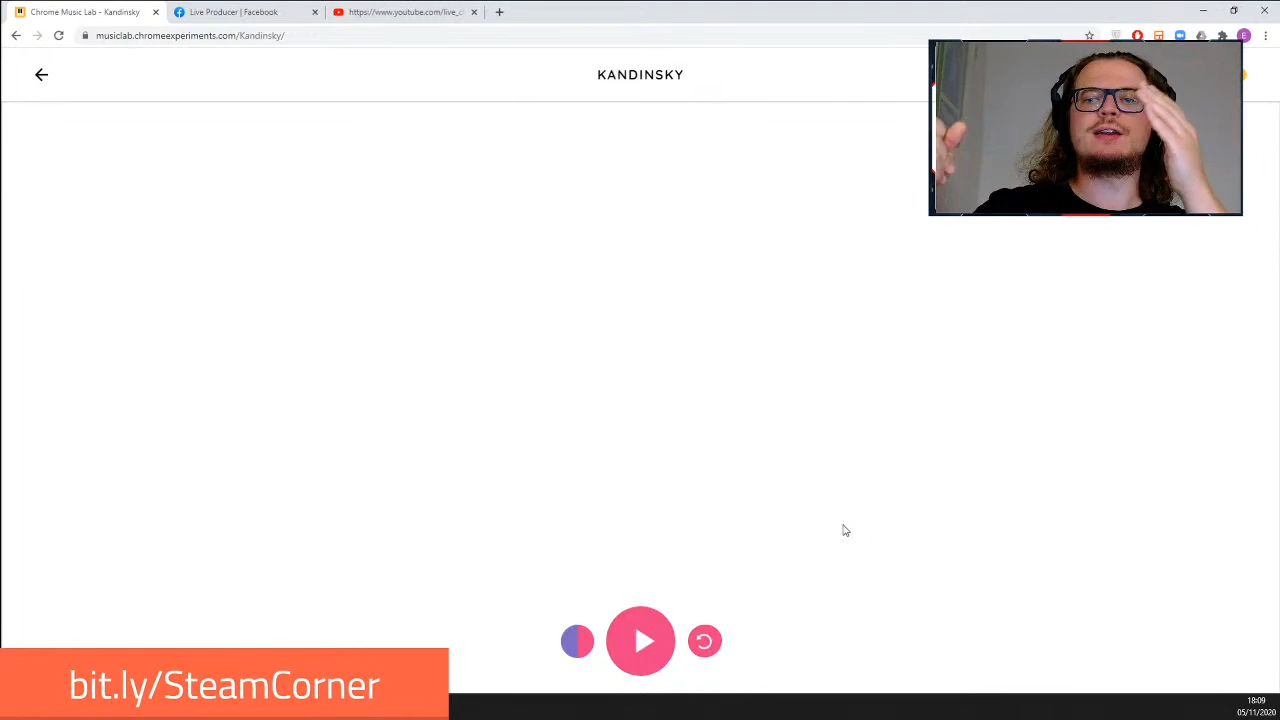 Chrome Music Lab - Kandinsky
Live Producer | Facebook
https://www.youtube.com/live_c
musiclab.chromeexperiments.com/Kandinsky/
KANDINSKY
bit.ly/SteamCorner
18:09
05/11/2020